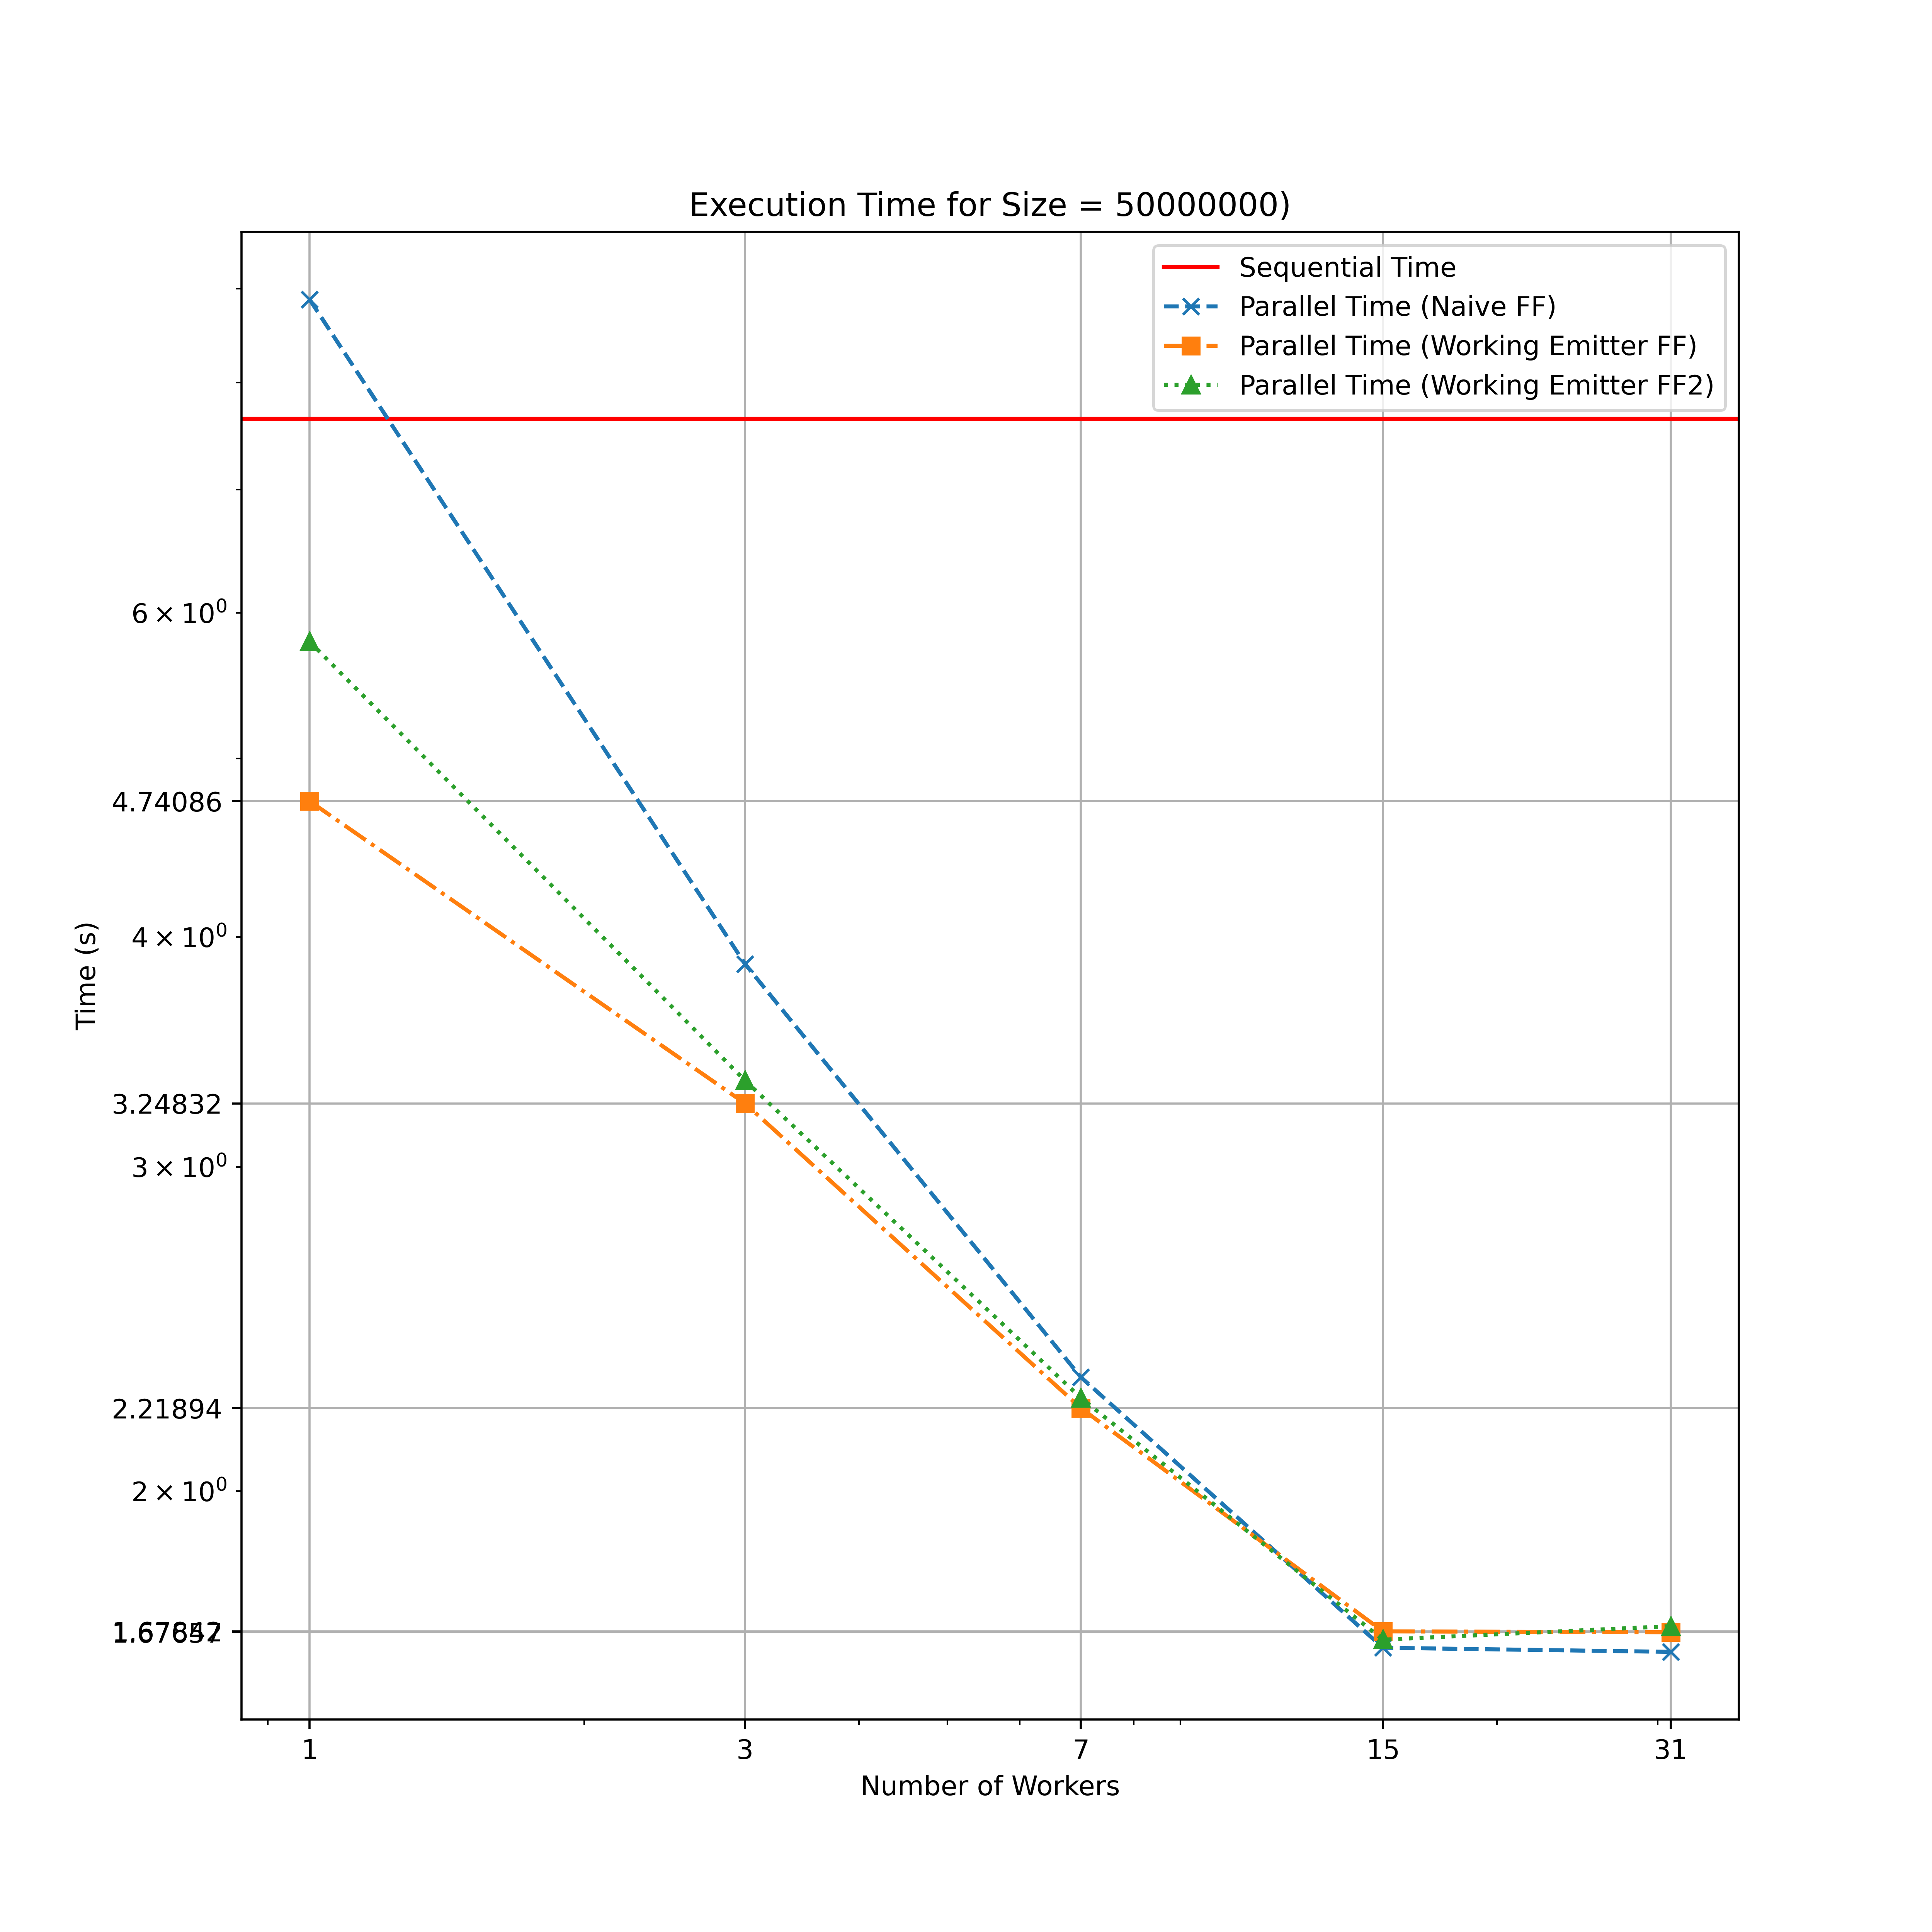 Execution Time for Size = 50000000)
Sequential Time
Parallel Time (Naive FF)
Parallel Time (Working Emitter FF)
Parallel Time (Working Emitter FF2)
6 × 10⁰
4.74086
4 × 10⁰
3.24832
3 × 10⁰
2.21894
2 × 10⁰
Time (s)
1 3 7 15 31
Number of Workers